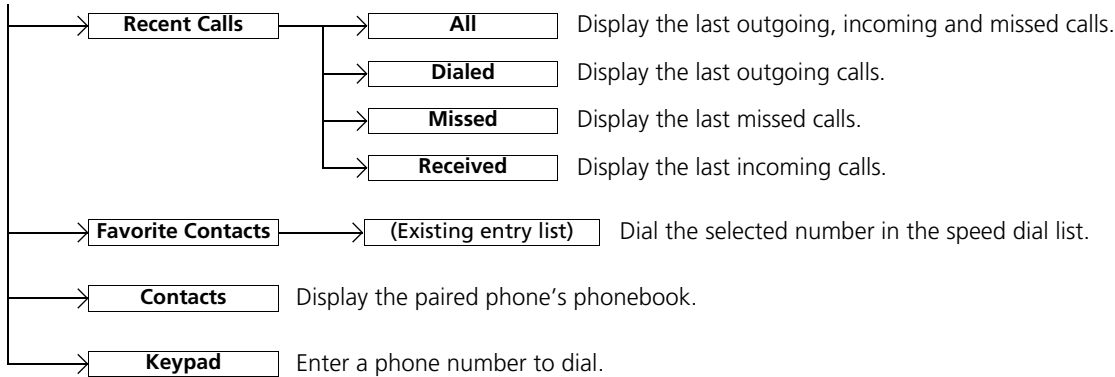 Recent Calls All Display the last outgoing, incoming and missed calls.
Dialed Display the last outgoing calls.
Missed Display the last missed calls.
Received Display the last incoming calls.
Favorite Contacts (Existing entry list) Dial the selected number in the speed dial list.
Contacts Display the paired phone’s phonebook.
Keypad Enter a phone number to dial.